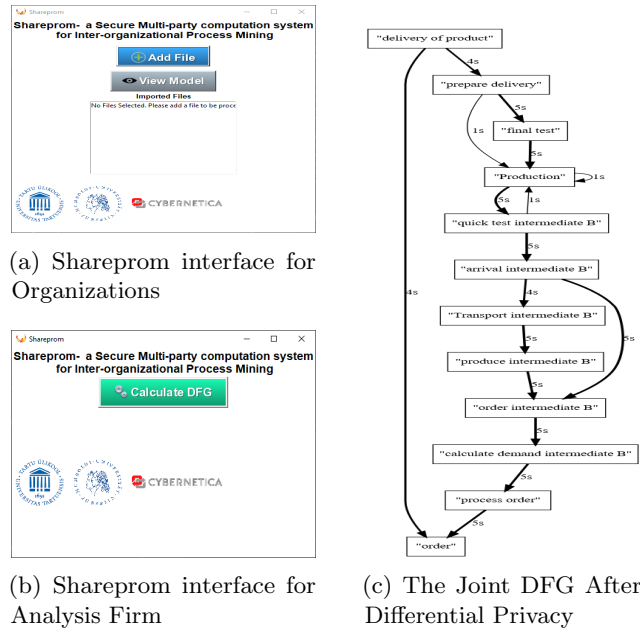 Shareprom
Shareprom- a Secure Multi-party computation system
for Inter-organizational Process Mining
Add File
View Model
Imported Files
No Files Selected. Please add a file to be proce
CYBERNETICA
(a) Shareprom interface for
Organizations
Shareprom
Shareprom- a Secure Multi-party computation system
for Inter-organizational Process Mining
Calculate DFG
CYBERNETICA
(b) Shareprom interface for
Analysis Firm
"delivery of product"
4s
"prepare delivery"
5s
1s
"final test"
5s
"Production"
1s
5s
1s
"quick test intermediate B"
5s
"arrival intermediate B"
4s
4s
"Transport intermediate B"
5s
5s
"produce intermediate B"
5s
"order intermediate B"
5s
"calculate demand intermediate B"
5s
"process order"
5s
"order"
(c) The Joint DFG After
Differential Privacy